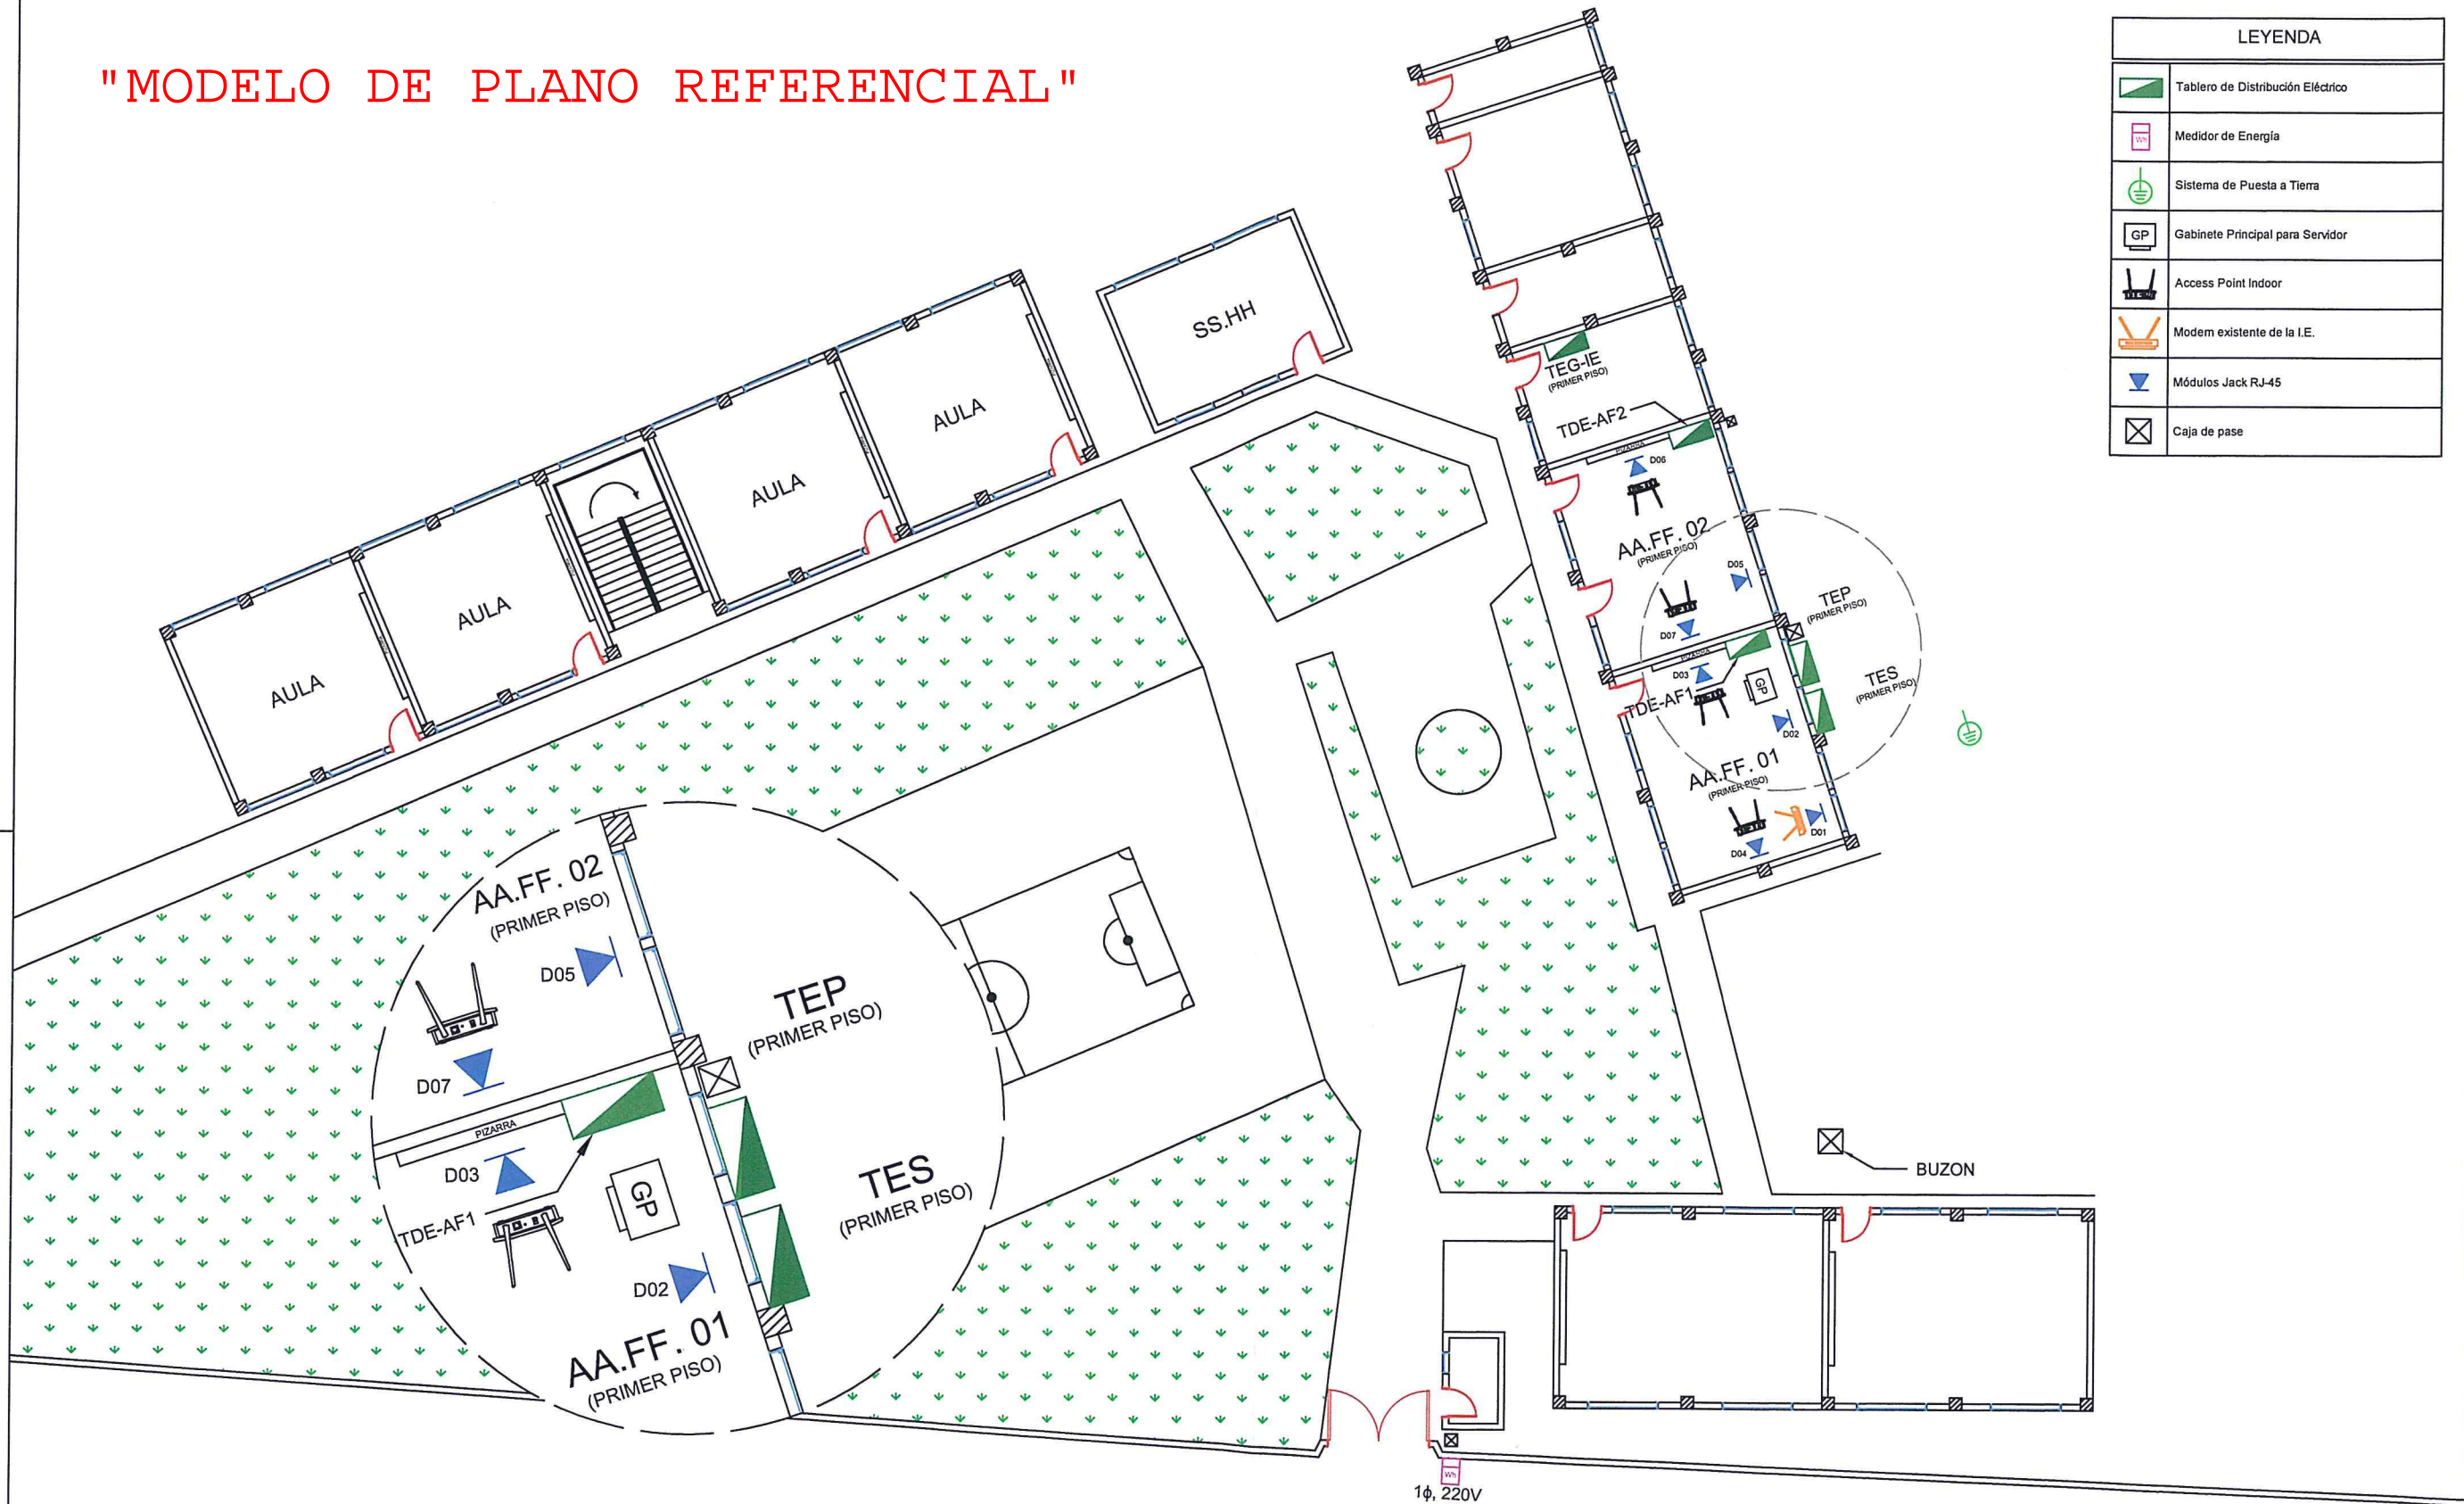 "MODELO DE PLANO REFERENCIAL"
LEYENDA
Tablero de Distribución Eléctrico
Wh
Medidor de Energía
Sistema de Puesta a Tierra
GP
Gabinete Principal para Servidor
Access Point Indoor
Modem existente de la I.E.
Módulos Jack RJ-45
Caja de pase
SS.HH
AULA
AULA
AULA
AULA
TEG-IE
(PRIMER PISO)
TDE-AF2
PIZARRA
D06
AA.FF. 02
(PRIMER PISO)
D05
D07
TEP
(PRIMER PISO)
PIZARRA
D03
GP
TDE-AF1
TES
(PRIMER PISO)
D02
AA.FF. 01
(PRIMER PISO)
D01
D04
AA.FF. 02
(PRIMER PISO)
D05
D07
TEP
(PRIMER PISO)
PIZARRA
D03
GP
TDE-AF1
TES
(PRIMER PISO)
D02
AA.FF. 01
(PRIMER PISO)
BUZON
Wh
1ϕ, 220V